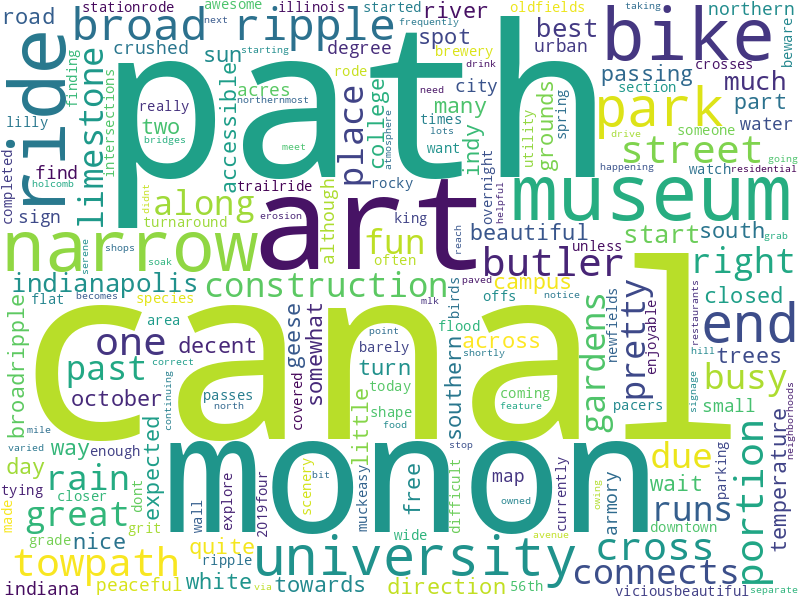 stationrode
awesome
next
frequently
taking
road
broad
ripple
illinois
started
river
oldfields
northern
crushed
degree
rode
brewery
best
spot
urban
bike
crosses
beware
sun
finding
lilly
ride
limestone
intersections
acres
really
northernmost
path
drink
city
passing
section
much
two
bridges
accessible
meet
place
college
atmosphere
need
lots
many
indy
times
want
grounds
utility
spring
park
drive
part
someone
water
going
completed
find
holcomb
didnt
trailride
rocky
overnight
helpful
street
happening
watch
residential
sign
along
turnaround
erosion
although
king
beautiful
museum
unless
start
south
grab
narrow
art
fun
often
reach
butler
right
serene
shops
soak
indianapolis
construction
paved
becomes
mlk
birds
campus
notice
offs
closed
restaurants
flat
species
area
geese
somewhat
point
flood
across
newfields
pretty
enjoyable
hill
end
trees
broadripple
one
decent
correct
canal
barely
shortly
southern
gardens
signage
busy
past
turn
today
coming
pacers
small
neighborhoods
october
continuing
passes
north
covered
little
shape
feature
food
mile
varied
way
enough
monon
stop
due
temperature
tying
day
rain
expected
scenery
bit
muckeasy
free
owned
map
currently
wait
parking
closer
dont
wall
explore
2019four
difficult
wide
armory
runs
downtown
made
great
grit
grade
nice
quite
owing
avenue
cross
portion
towpath
ripple
via
university
connects
indiana
peaceful
white
towards
direction
56th
viciousbeautiful
separate
starting